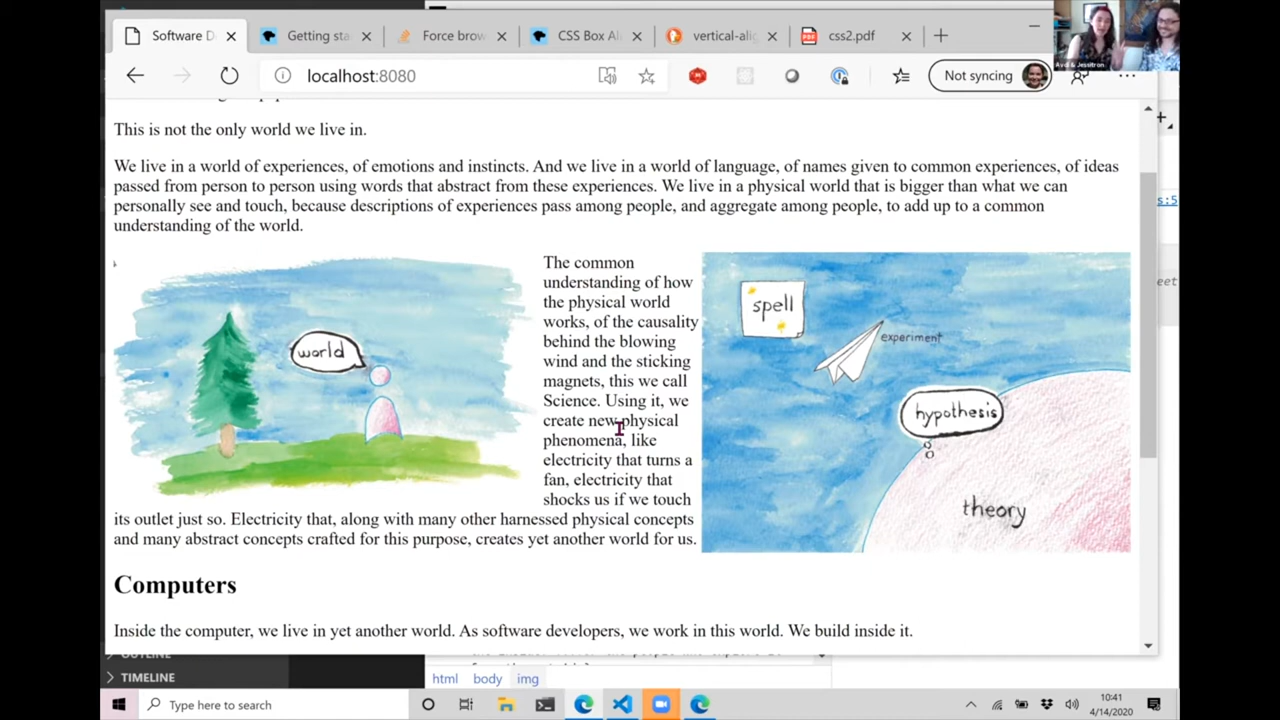 Software D
Getting sta
Force brow
CSS Box Al
vertical-alig
css2.pdf
Avdi & Jessitron
localhost:8080
Not syncing
This is not the only world we live in.
We live in a world of experiences, of emotions and instincts. And we live in a world of language, of names given to common experiences, of ideas
passed from person to person using words that abstract from these experiences. We live in a physical world that is bigger than what we can
personally see and touch, because descriptions of experiences pass among people, and aggregate among people, to add up to a common
understanding of the world.
s:5
eet
world
The common
understanding of how
the physical world
works, of the causality
behind the blowing
wind and the sticking
magnets, this we call
Science. Using it, we
create new physical
phenomena, like
electricity that turns a
fan, electricity that
shocks us if we touch
its outlet just so. Electricity that, along with many other harnessed physical concepts
and many abstract concepts crafted for this purpose, creates yet another world for us.
spell
experiment
hypothesis
theory
Computers
Inside the computer, we live in yet another world. As software developers, we work in this world. We build inside it.
OUTLINE
TIMELINE
html body img
Type here to search
10:41
4/14/2020